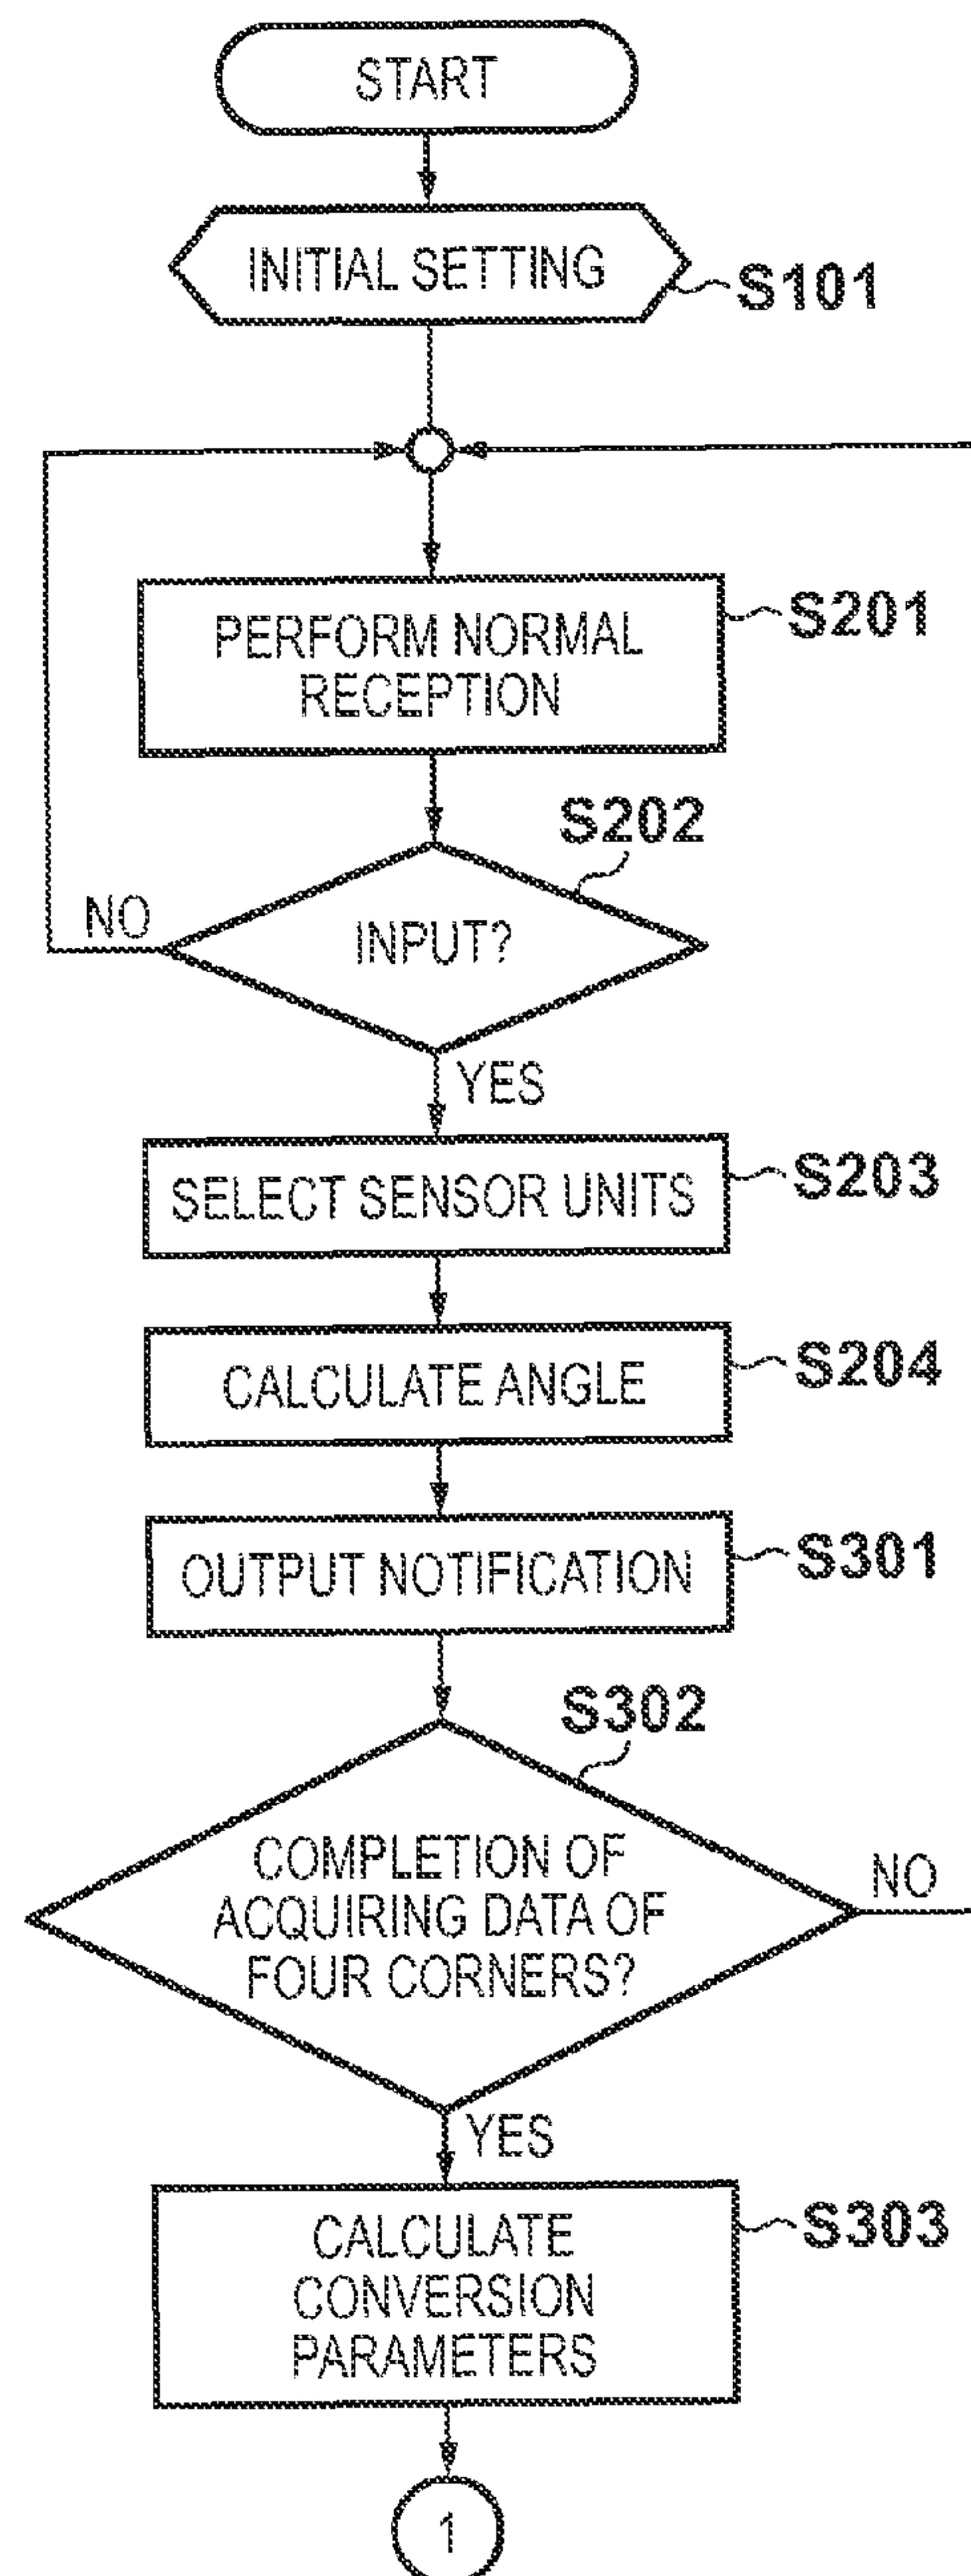 START
INITIAL SETTING
S101
PERFORM NORMAL
RECEPTION
S201
S202
NO
INPUT?
YES
SELECT SENSOR UNITS
S203
CALCULATE ANGLE
S204
OUTPUT NOTIFICATION
S301
S302
COMPLETION OF
ACQUIRING DATA OF
FOUR CORNERS?
NO
YES
CALCULATE
CONVERSION
PARAMETERS
S303
1